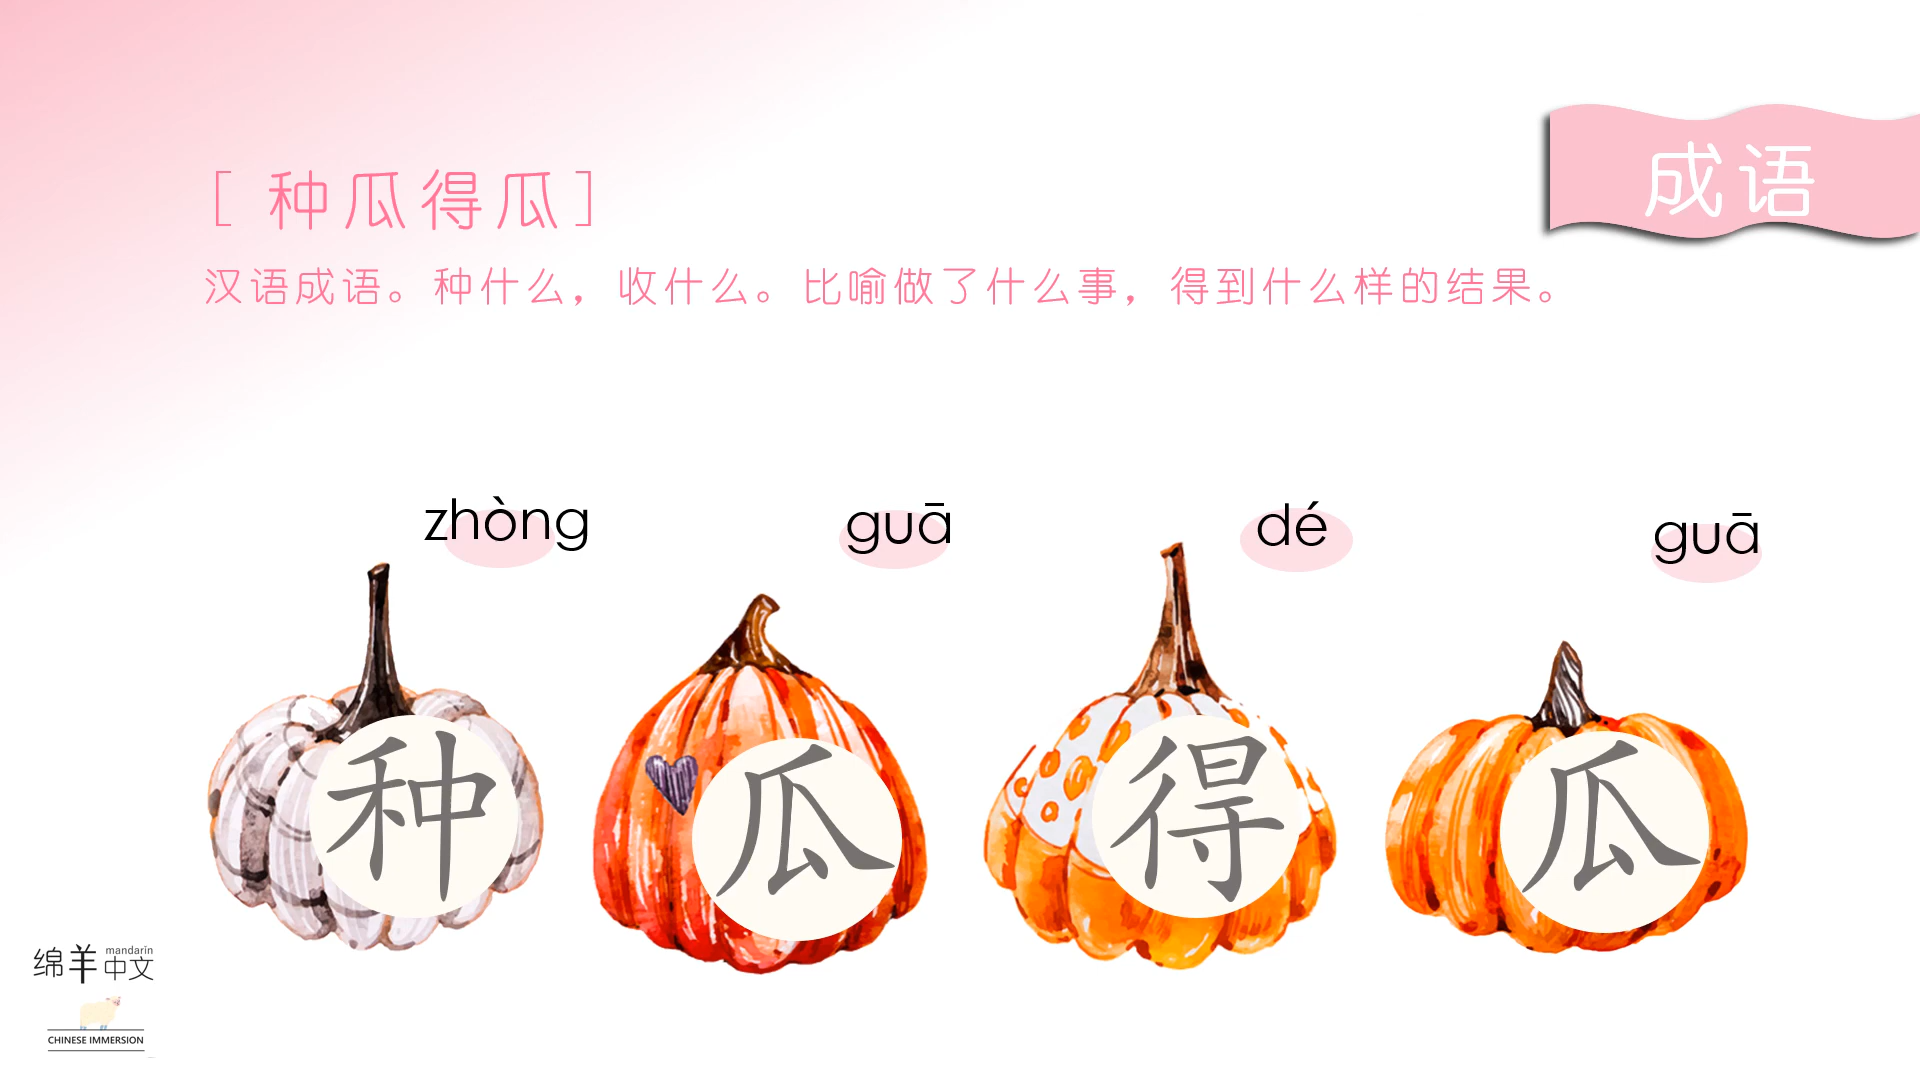 成语
[ 种瓜得瓜]
汉语成语。种什么，收什么。比喻做了什么事，得到什么样的结果。
zhòng guā dé guā
种 瓜 得 瓜
绵羊中文 mandarin
CHINESE IMMERSION